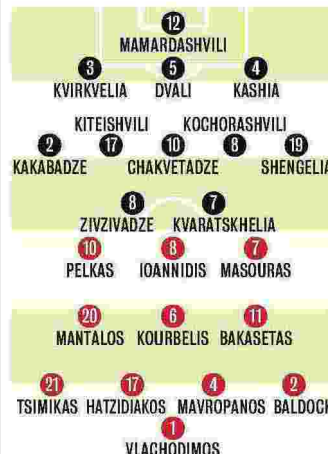 12
MAMARDASHVILI
3 5 4
KVIRKVELIA DVALI KASHIA
KITEISHVILI KOCHORASHVILI
2 17 10 8 19
KAKABADZE CHAKVETADZE SHENGELIA
8 7
ZIVZIVADZE KVARATSKHELIA
10 8 7
PELKAS IOANNIDIS MASOURAS
20 6 11
MANTALOS KOURBELIS BAKASETAS
21 17 4 2
TSIMIKAS HATZIDIAKOS MAVROPANOS BALDOCK
1
VLACHODIMOS